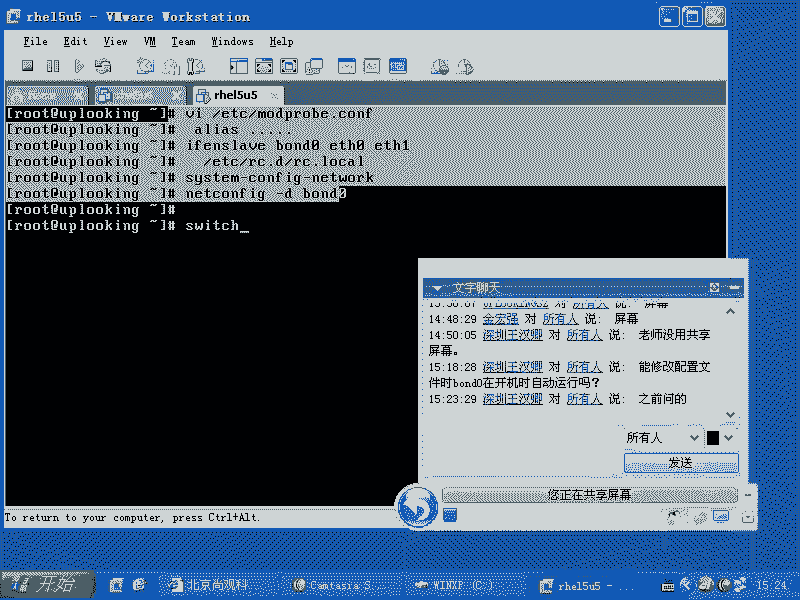 rhel5u5 - VMware Workstation
File Edit View VM Team Windows Help
rhel5u5
[root@uplooking ~]# vi /etc/modprobe.conf
[root@uplooking ~]# alias .....
[root@uplooking ~]# ifenslave bond0 eth0 eth1
[root@uplooking ~]# /etc/rc.d/rc.local
[root@uplooking ~]# system-config-network
[root@uplooking ~]# netconfig -d bond0
[root@uplooking ~]#
[root@uplooking ~]# switch_
文字聊天
对 所有人 说: 屏幕
14:48:29 金宏强 对 所有人 说: 屏幕
14:50:05 深圳王汉卿 对 所有人 说: 老师没用共享
屏幕。
15:18:28 深圳王汉卿 对 所有人 说: 能修改配置文
件时bond0在开机时自动运行吗?
15:23:29 深圳王汉卿 对 所有人 说: 之前问的
所有人
发送
您正在共享屏幕
To return to your computer, press Ctrl+Alt.
开始 北京尚观科... Camtasia S... WINXP (C:) rhel5u5 - 15:24